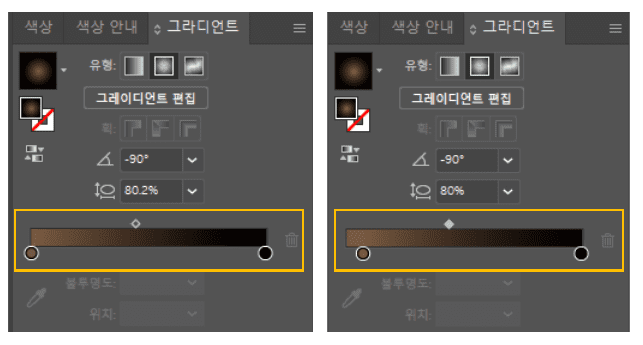 색상 색상 안내 그라디언트
유형:
그레이디언트 편집
획:
-90°
80.2%
불투명도:
위치:
색상 색상 안내 그라디언트
유형:
그레이디언트 편집
획:
-90°
80%
불투명도:
위치: